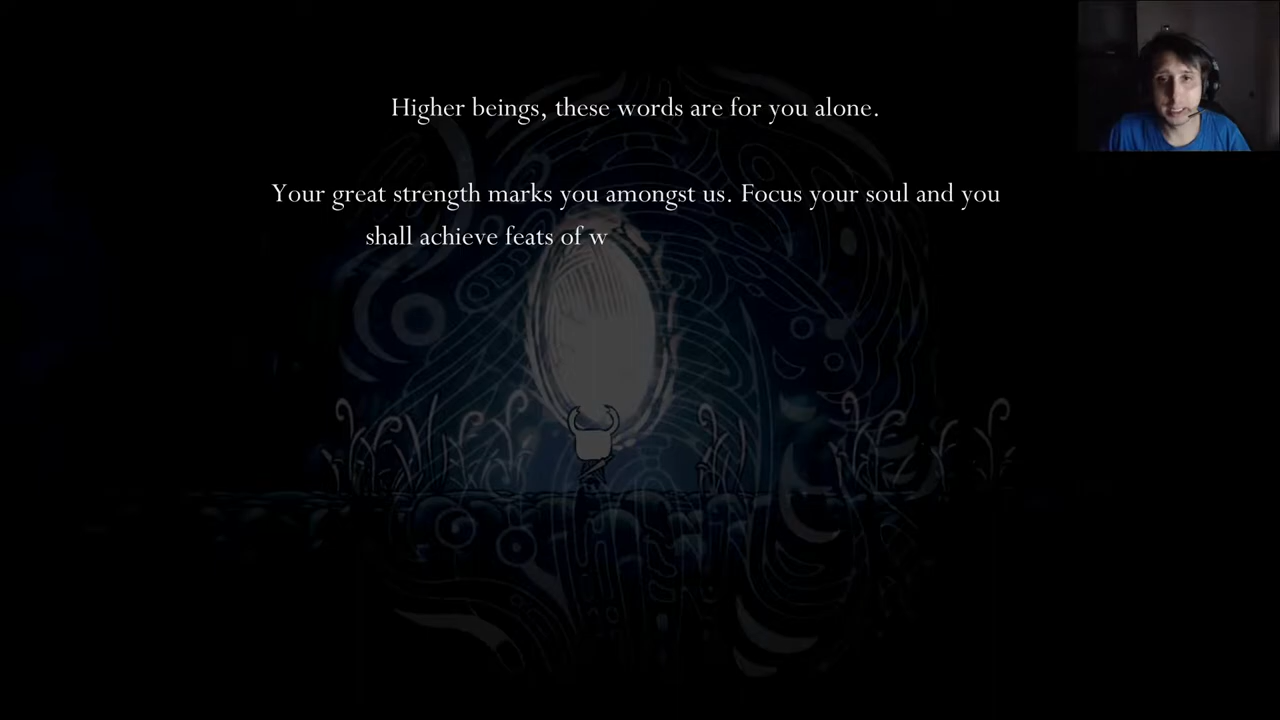 Higher beings, these words are for you alone.
Your great strength marks you amongst us. Focus your soul and you
shall achieve feats of w